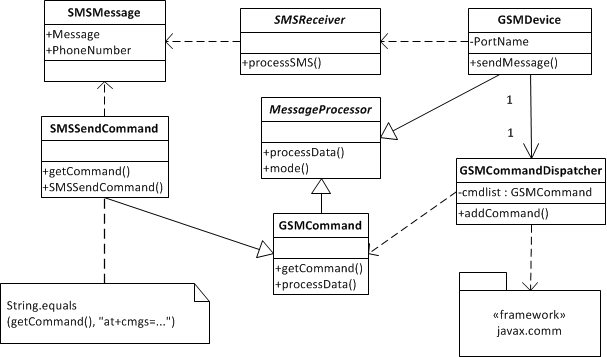 SMSMessage
+Message
+PhoneNumber
SMSReceiver
+processSMS()
GSMDevice
-PortName
+sendMessage()
MessageProcessor
+processData()
+mode()
1
1
SMSSendCommand
+getCommand()
+SMSSendCommand()
GSMCommandDispatcher
-cmdlist : GSMCommand
+addCommand()
GSMCommand
+getCommand()
+processData()
String.equals
(getCommand(), "at+cmgs=...")
«framework»
javax.comm